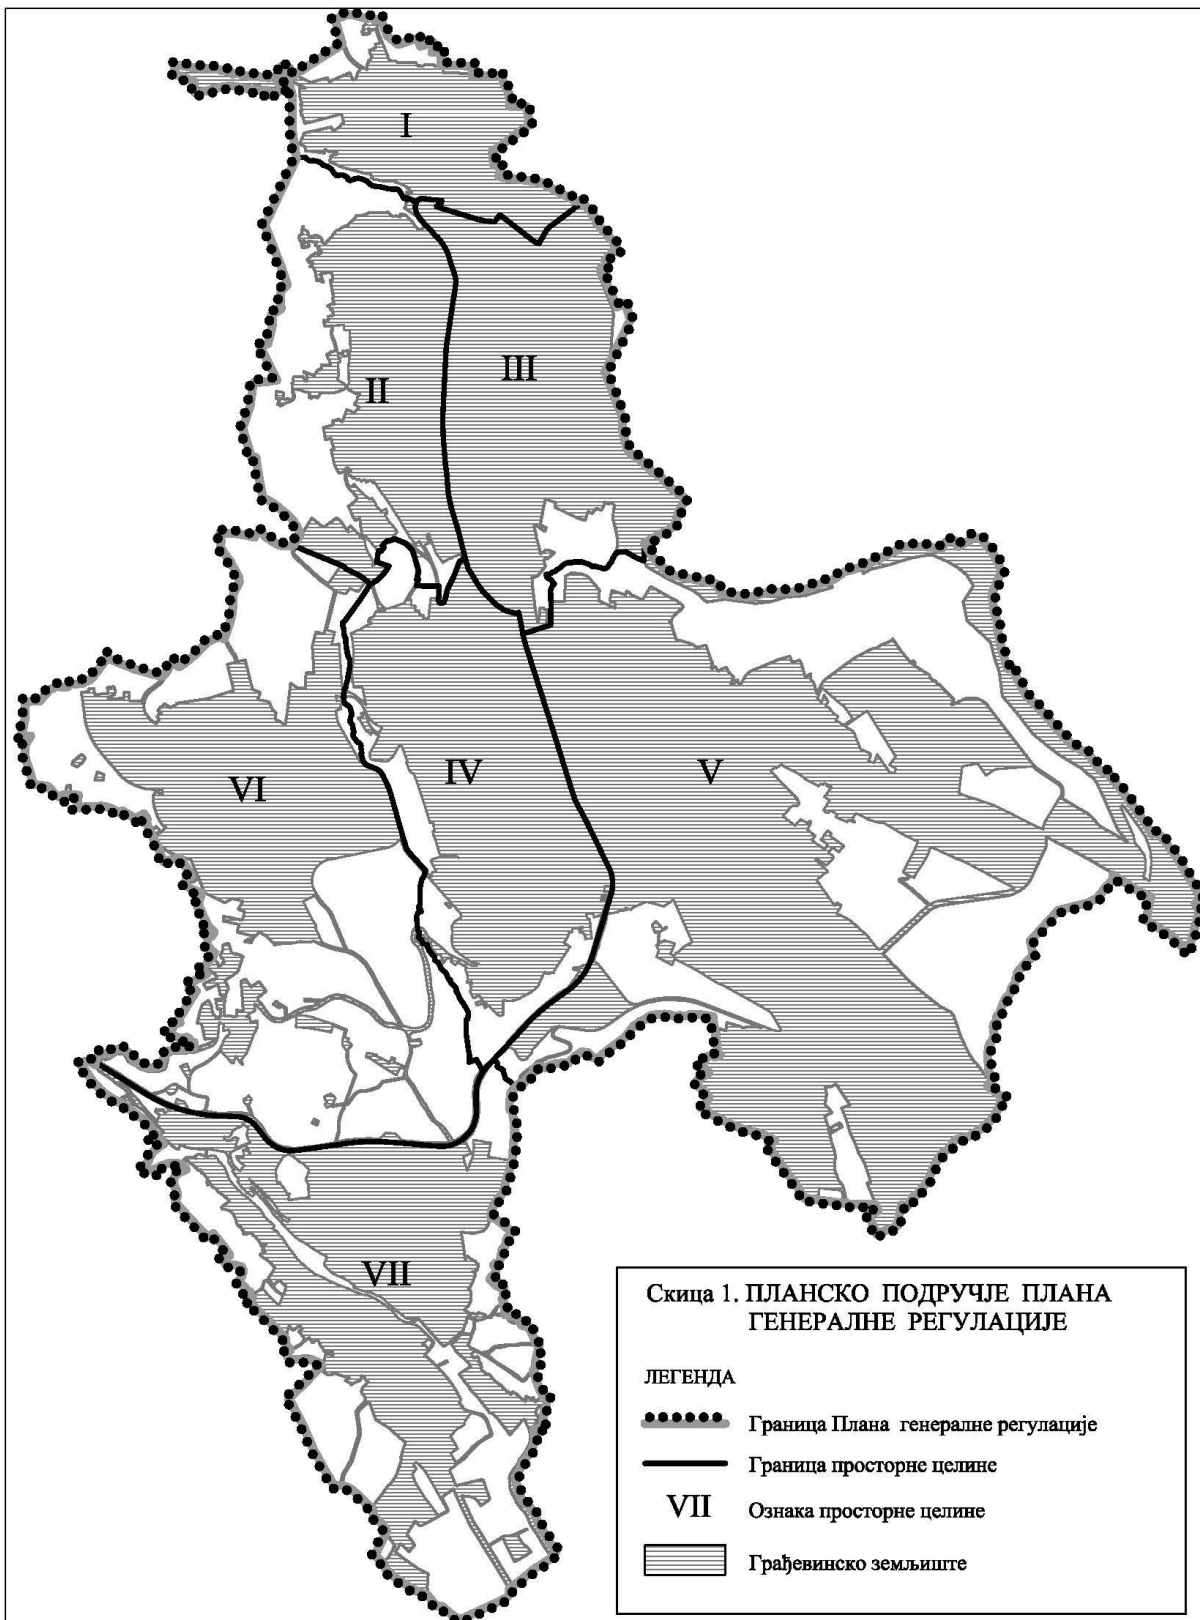 I
II
III
IV
V
VI
VII
Скица 1. ПЛАНСКО ПОДРУЧЈЕ ПЛАНА
ГЕНЕРАЛНЕ РЕГУЛАЦИЈЕ
ЛЕГЕНДА
Граница Плана генералне регулације
Граница просторне целине
VII Ознака просторне целине
Грађевинско земљиште